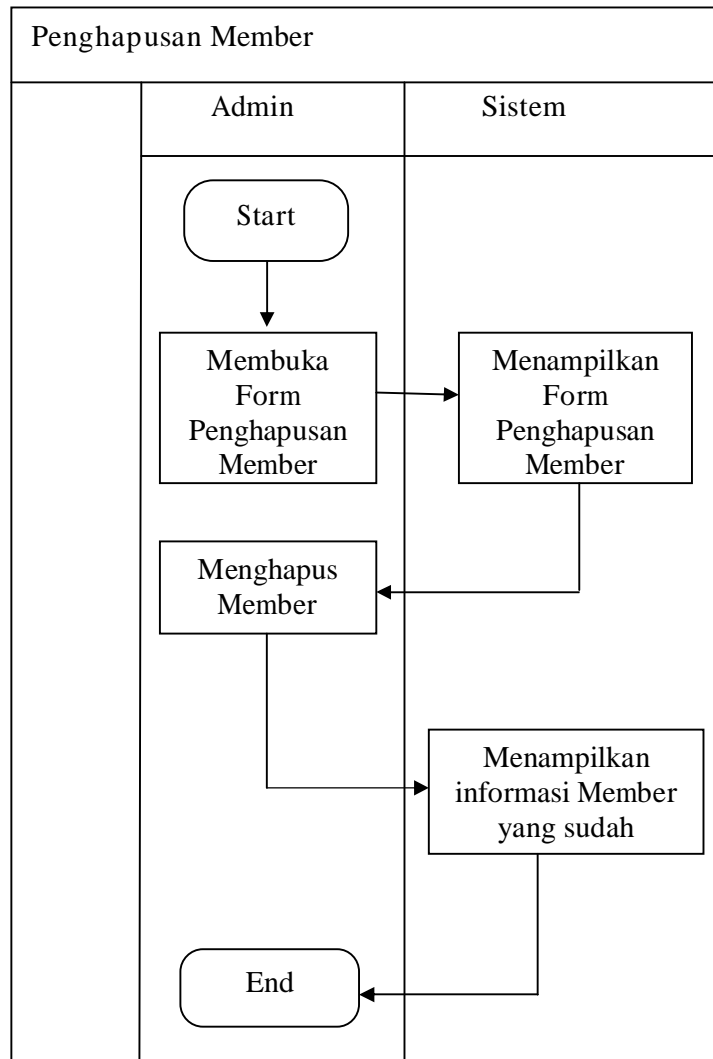 Penghapusan Member
Admin
Sistem
Start
Membuka
Form
Penghapusan
Member
Menampilkan
Form
Penghapusan
Member
Menghapus
Member
Menampilkan
informasi Member
yang sudah
End